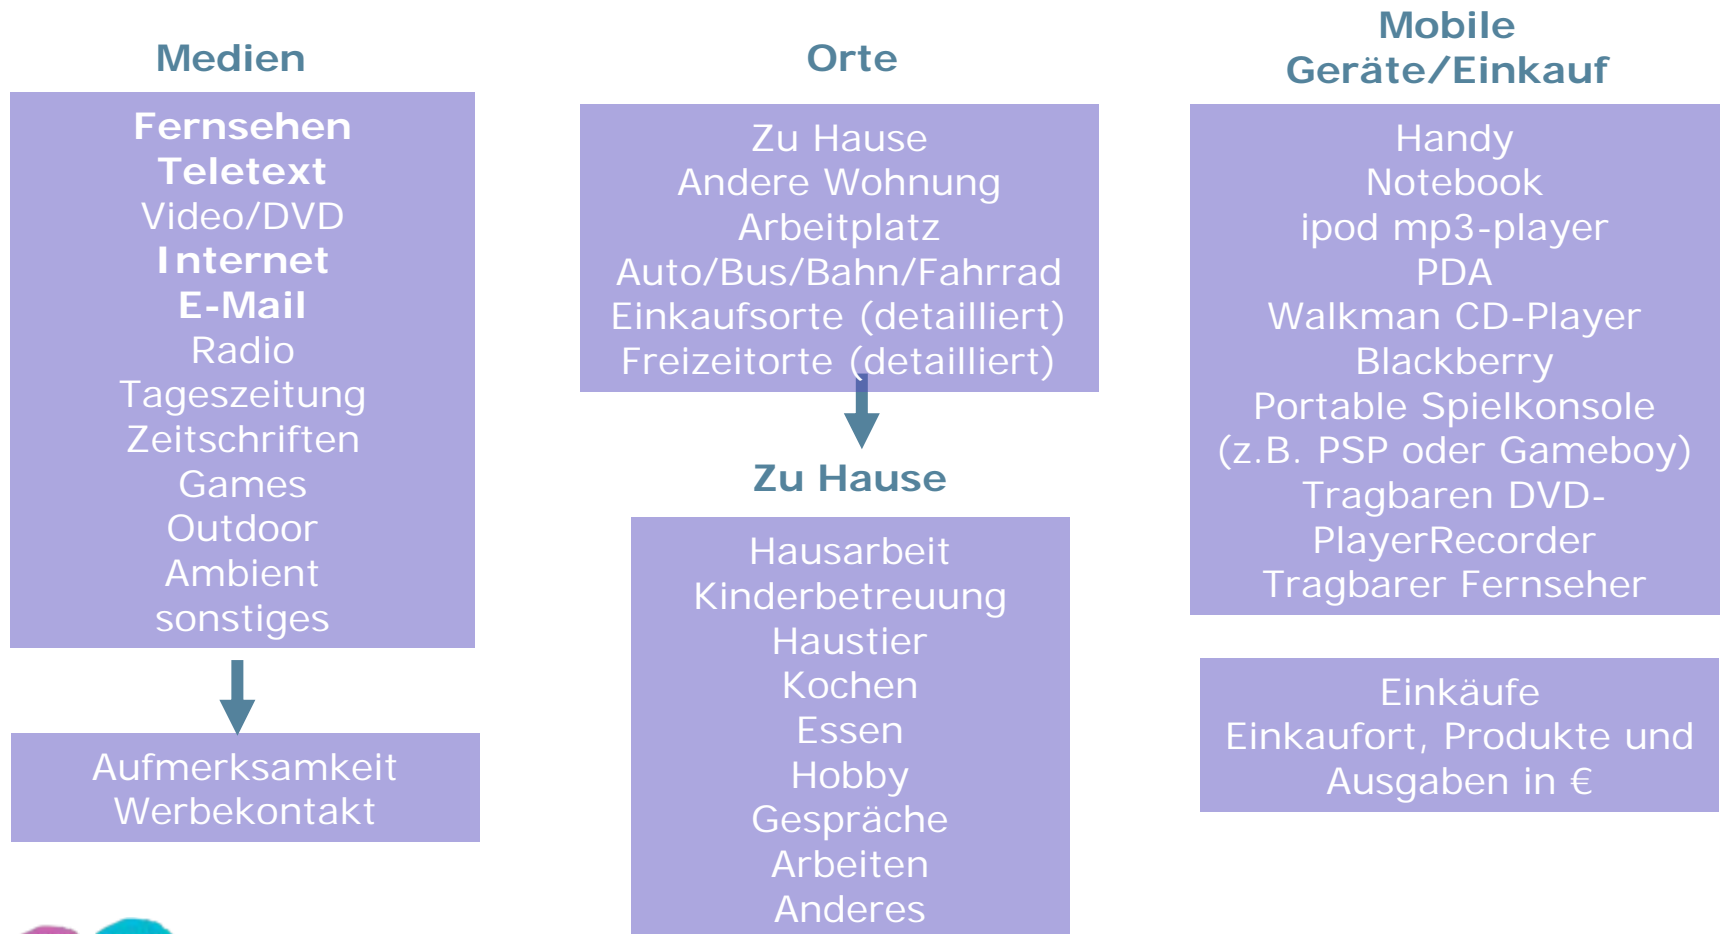 Medien
Fernsehen
Teletext
Video/DVD
Internet
E-Mail
Radio
Tageszeitung
Zeitschriften
Games
Outdoor
Ambient
sonstiges
Aufmerksamkeit
Werbekontakt
Orte
Zu Hause
Andere Wohnung
Arbeitplatz
Auto/Bus/Bahn/Fahrrad
Einkaufsorte (detailliert)
Freizeitorte (detailliert)
Zu Hause
Hausarbeit
Kinderbetreuung
Haustier
Kochen
Essen
Hobby
Gespräche
Arbeiten
Anderes
Mobile
Geräte/Einkauf
Handy
Notebook
ipod mp3-player
PDA
Walkman CD-Player
Blackberry
Portable Spielkonsole
(z.B. PSP oder Gameboy)
Tragbaren DVD-
PlayerRecorder
Tragbarer Fernseher
Einkäufe
Einkaufort, Produkte und
Ausgaben in €